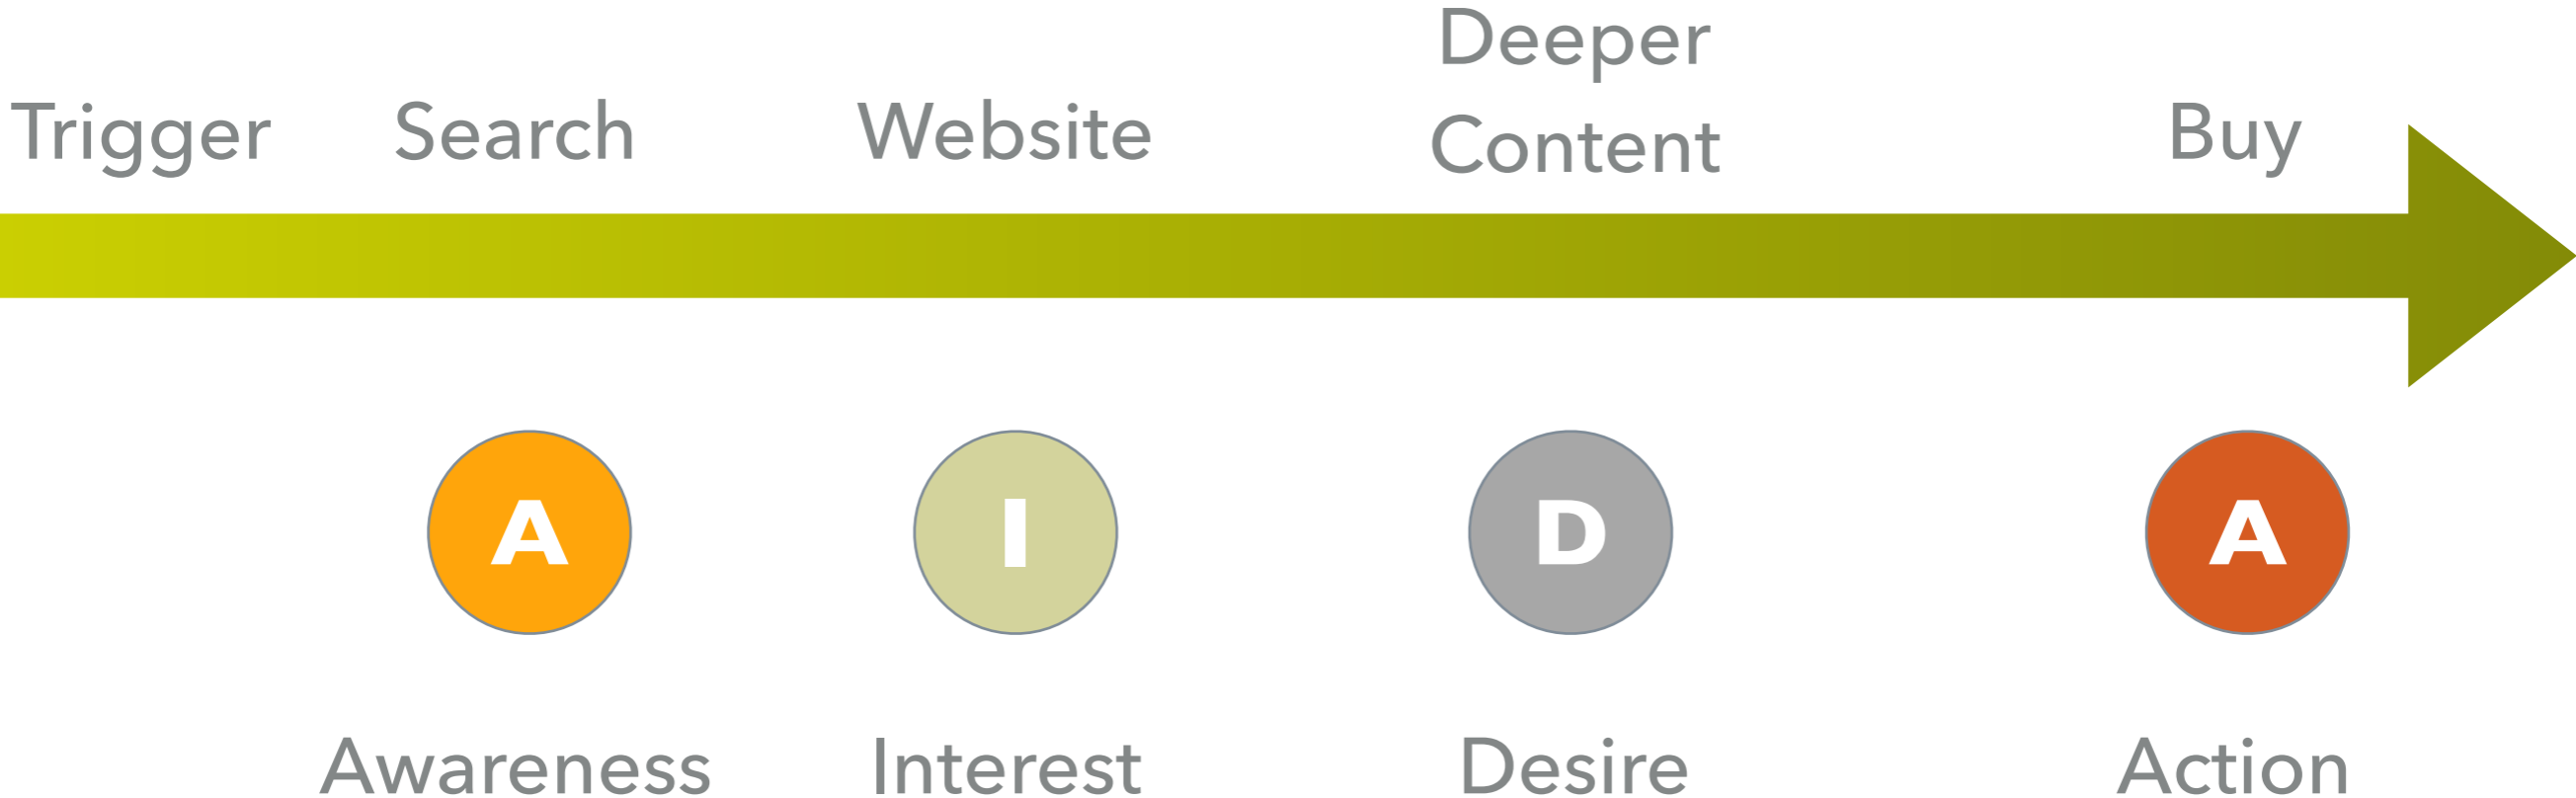 Trigger
Search
Website
Deeper
Content
Buy
A
I
D
A
Awareness
Interest
Desire
Action